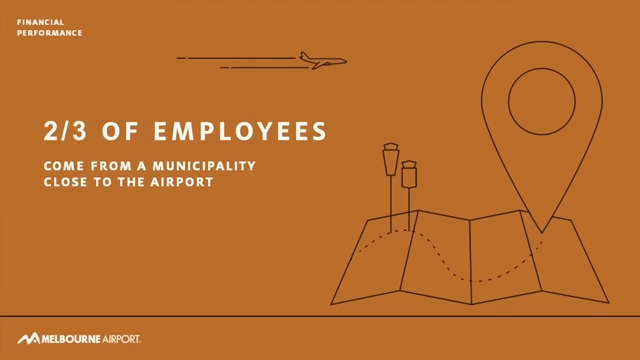 FINANCIAL
PERFORMANCE
2/3 OF EMPLOYEES
COME FROM A MUNICIPALITY
CLOSE TO THE AIRPORT
MELBOURNE AIRPORT